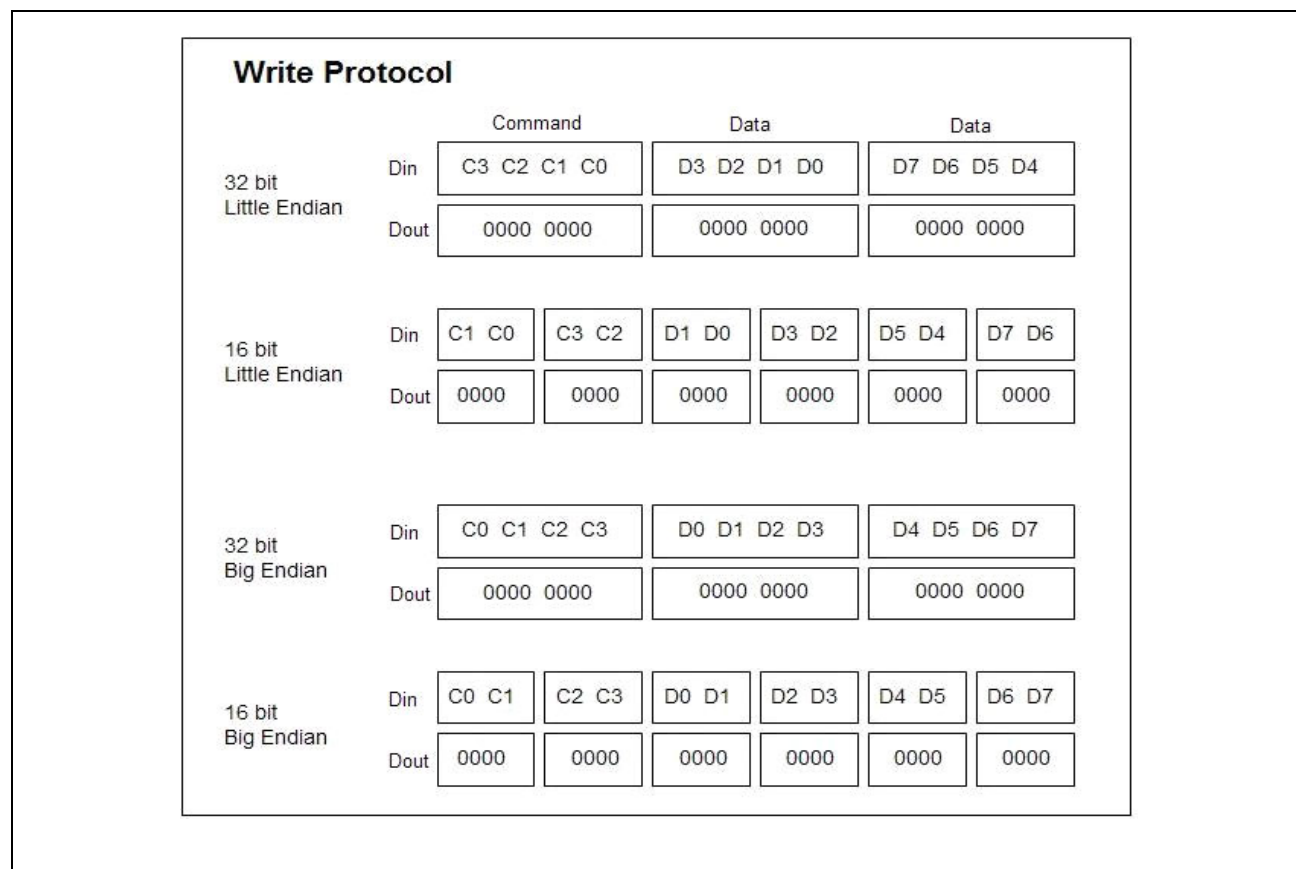 Write Protocol
Command Data Data
32 bit
Little Endian
Din C3 C2 C1 C0 D3 D2 D1 D0 D7 D6 D5 D4
Dout 0000 0000 0000 0000 0000 0000
16 bit
Little Endian
Din C1 C0 C3 C2 D1 D0 D3 D2 D5 D4 D7 D6
Dout 0000 0000 0000 0000 0000 0000
32 bit
Big Endian
Din C0 C1 C2 C3 D0 D1 D2 D3 D4 D5 D6 D7
Dout 0000 0000 0000 0000 0000 0000
16 bit
Big Endian
Din C0 C1 C2 C3 D0 D1 D2 D3 D4 D5 D6 D7
Dout 0000 0000 0000 0000 0000 0000